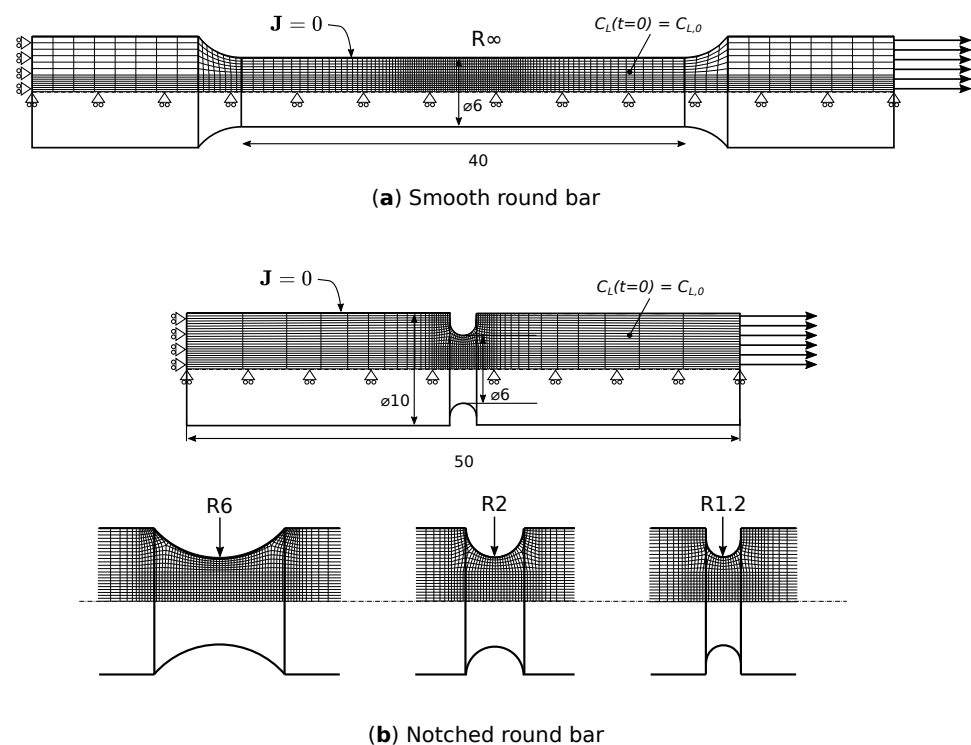 J = 0
R∞
C_L(t=0) = C_L,0
⌀6
40
(a) Smooth round bar
J = 0
C_L(t=0) = C_L,0
⌀10
⌀6
50
R6
R2
R1.2
(b) Notched round bar